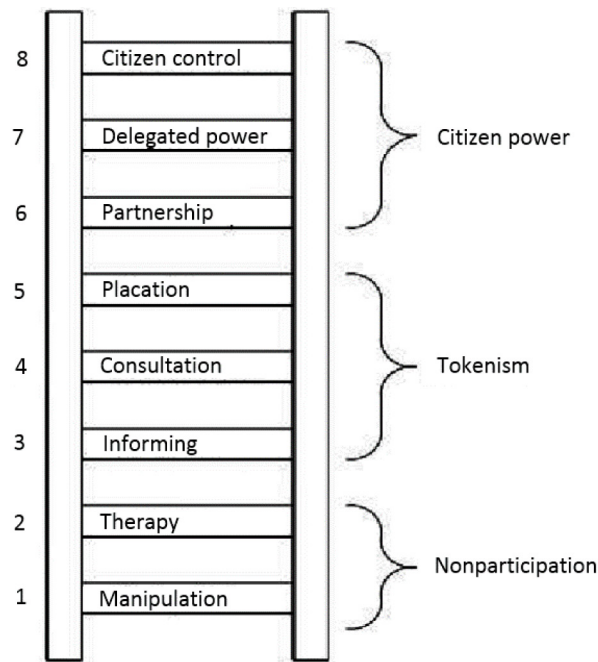 8 Citizen control
7 Delegated power Citizen power
6 Partnership
5 Placation
4 Consultation Tokenism
3 Informing
2 Therapy
Nonparticipation
1 Manipulation